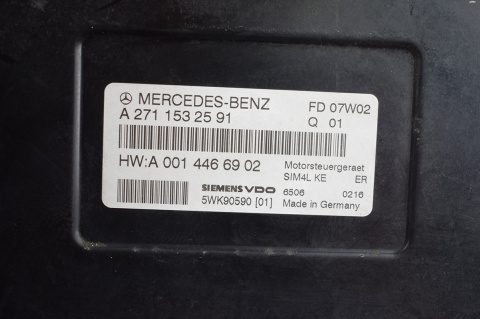 MERCEDES-BENZ FD 07W02
A 271 153 25 91 Q 01
HW:A 001 446 69 02 Motorsteuergeraet
SIM4L KE ER
SIEMENS VDO 6506 0216
5WK90590 [01] Made in Germany